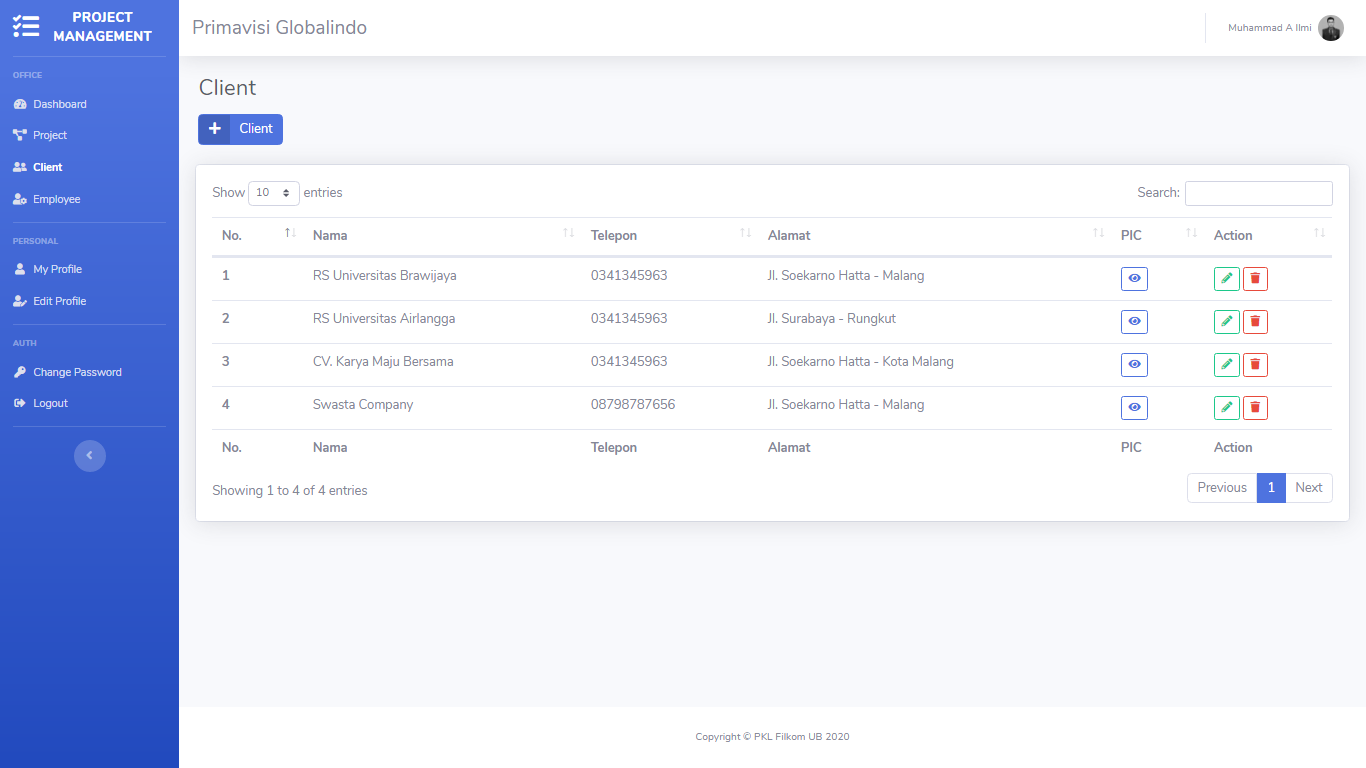 PROJECT
MANAGEMENT
OFFICE
Dashboard
Project
Client
Employee
PERSONAL
My Profile
Edit Profile
AUTH
Change Password
Logout
Primavisi Globalindo
Muhammad A Ilmi
Client
Client
Show 10 entries
Search:
No. Nama Telepon Alamat PIC Action
1 RS Universitas Brawijaya 0341345963 Jl. Soekarno Hatta - Malang
2 RS Universitas Airlangga 0341345963 Jl. Surabaya - Rungkut
3 CV. Karya Maju Bersama 0341345963 Jl. Soekarno Hatta - Kota Malang
4 Swasta Company 08798787656 Jl. Soekarno Hatta - Malang
No. Nama Telepon Alamat PIC Action
Showing 1 to 4 of 4 entries
Previous 1 Next
Copyright © PKL Filkom UB 2020